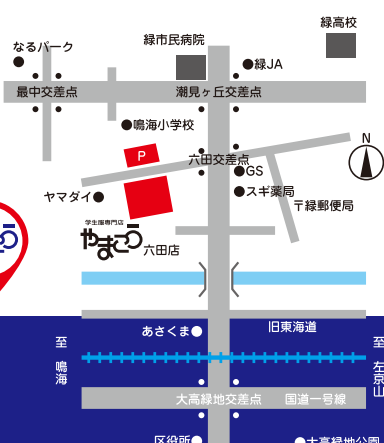 緑高校
緑市民病院
なるパーク
緑JA
最中交差点
潮見ヶ丘交差点
鳴海小学校
N
六田交差点
P
GS
スギ薬局
ヤマダイ
〒緑郵便局
学生服専門店
やまごう
六田店
旧東海道
あさくま
至 鳴海
至 左京山
大高緑地交差点
国道一号線
区役所
大高緑地公園